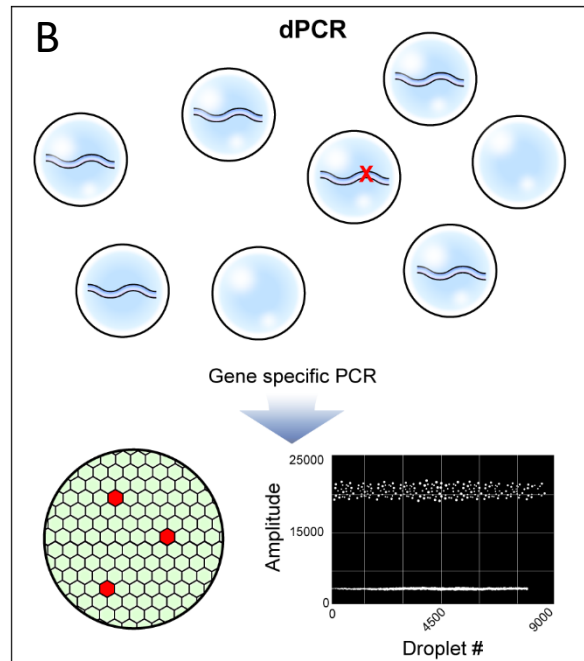 B
dPCR
X
Gene specific PCR
25000
15000
0
Amplitude
0
4500
9000
Droplet #